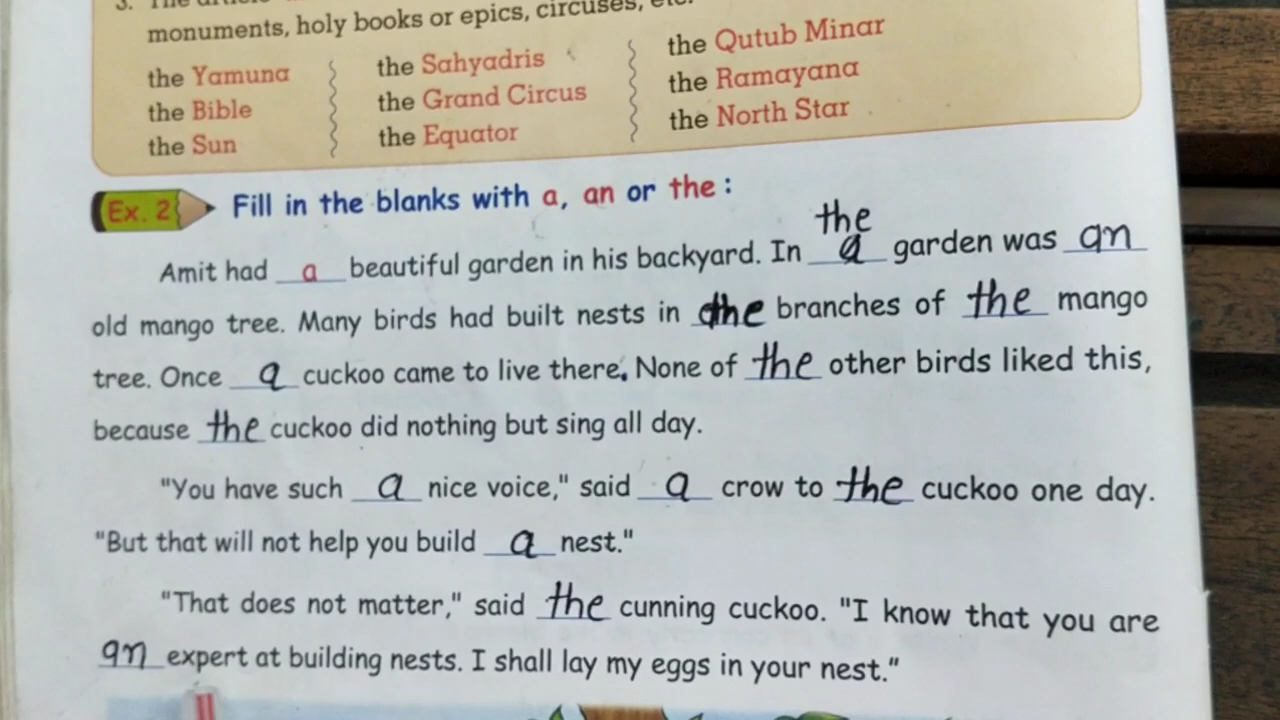 3. The article
monuments, holy books or epics, circuses, etc.
the Yamuna the Sahyadris the Qutub Minar
the Bible the Grand Circus the Ramayana
the Sun the Equator the North Star
Ex. 2 Fill in the blanks with a, an or the :
the
Amit had a beautiful garden in his backyard. In a garden was an
old mango tree. Many birds had built nests in the branches of the mango
tree. Once a cuckoo came to live there. None of the other birds liked this,
because the cuckoo did nothing but sing all day.
"You have such a nice voice," said a crow to the cuckoo one day.
"But that will not help you build a nest."
"That does not matter," said the cunning cuckoo. "I know that you are
an expert at building nests. I shall lay my eggs in your nest."